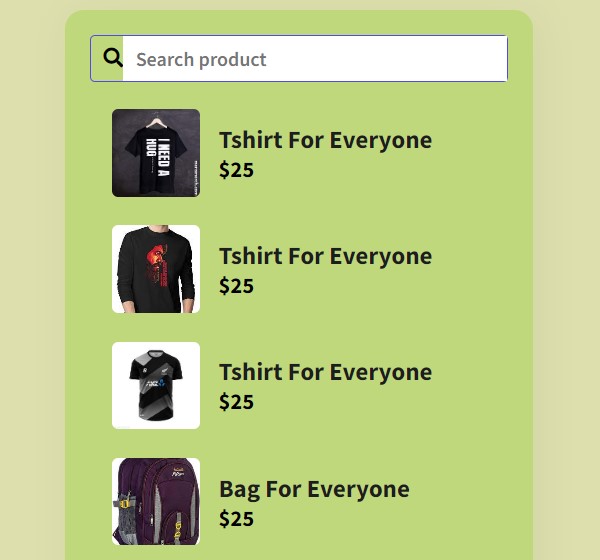 Search product
I NEED A
HUG
Tshirt For Everyone
$25
Tshirt For Everyone
$25
Tshirt For Everyone
$25
Bag For Everyone
$25